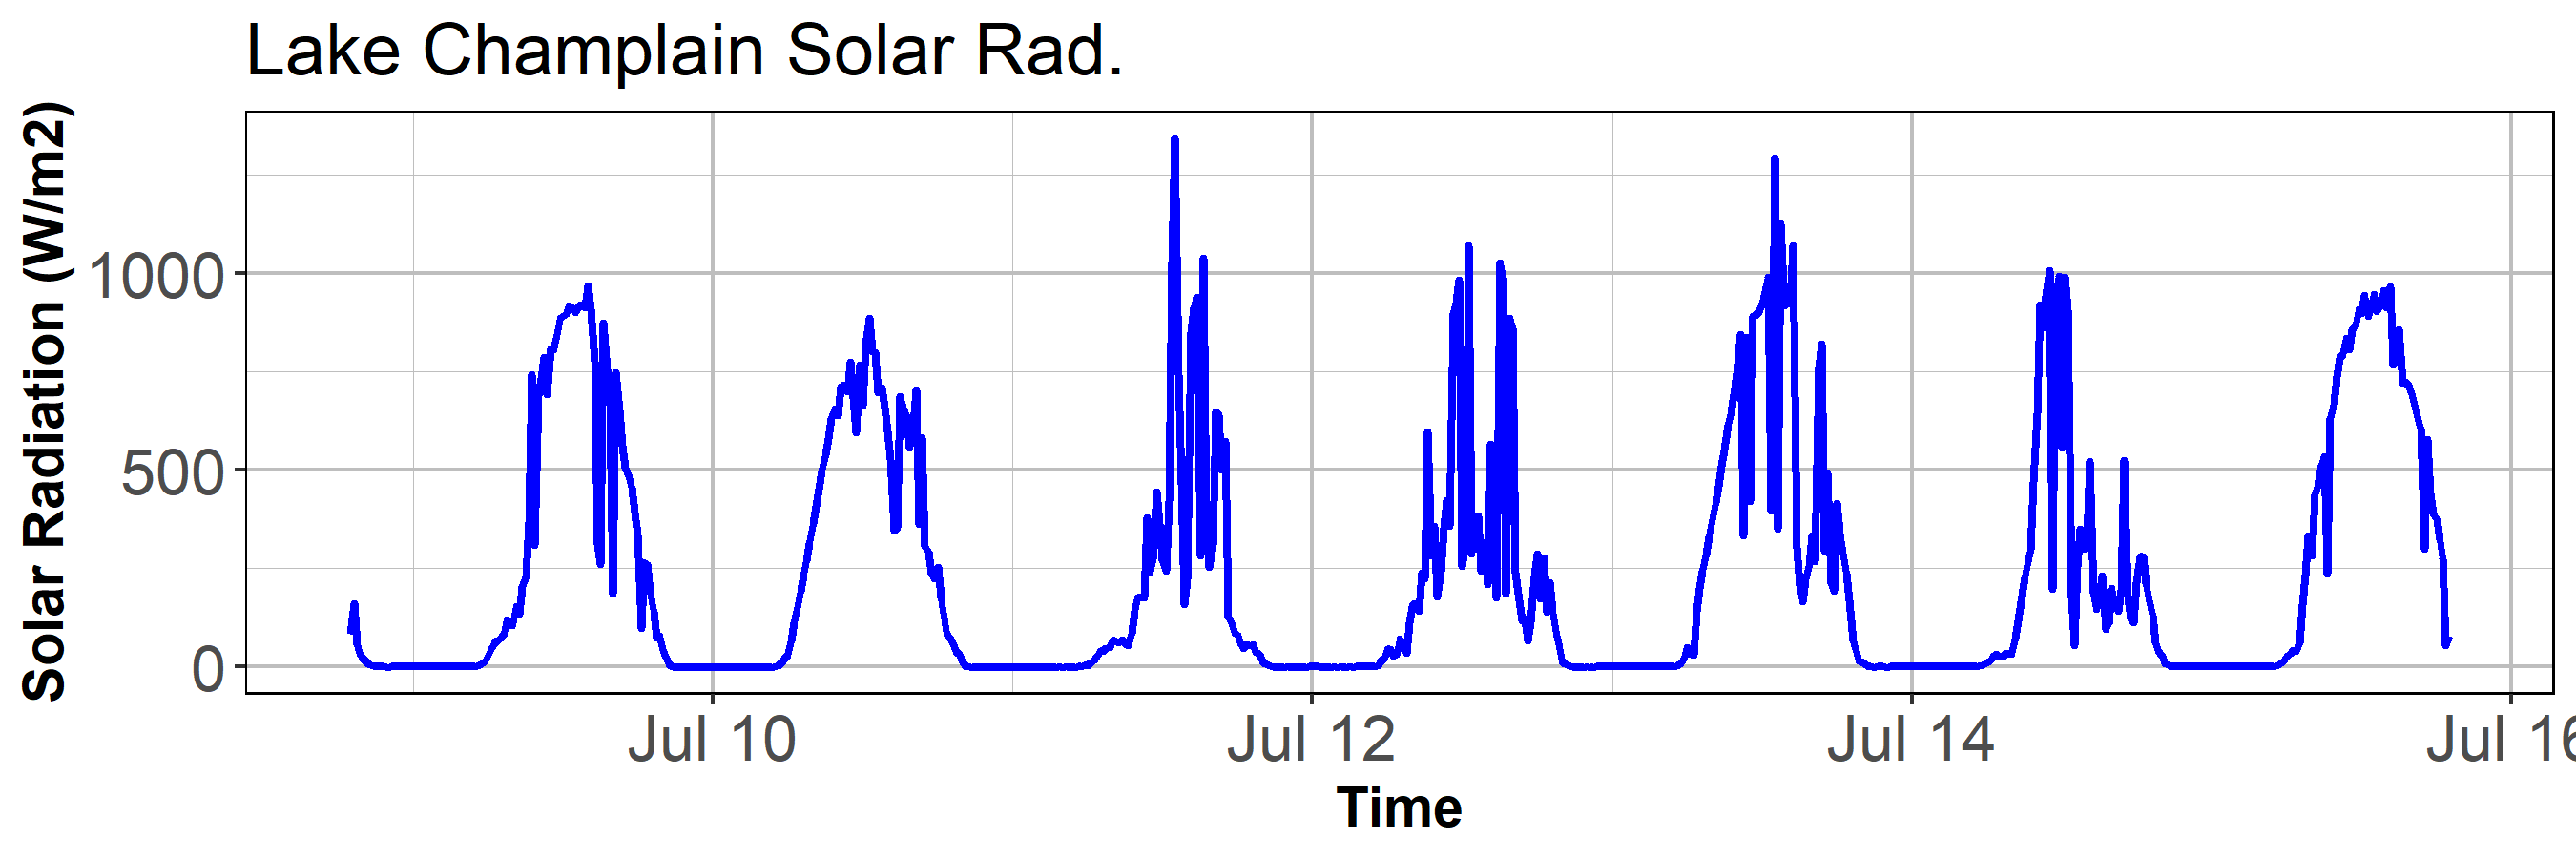 Lake Champlain Solar Rad.
Solar Radiation (W/m2)
1000
500
0
Jul 10 Jul 12 Jul 14 Jul 16
Time